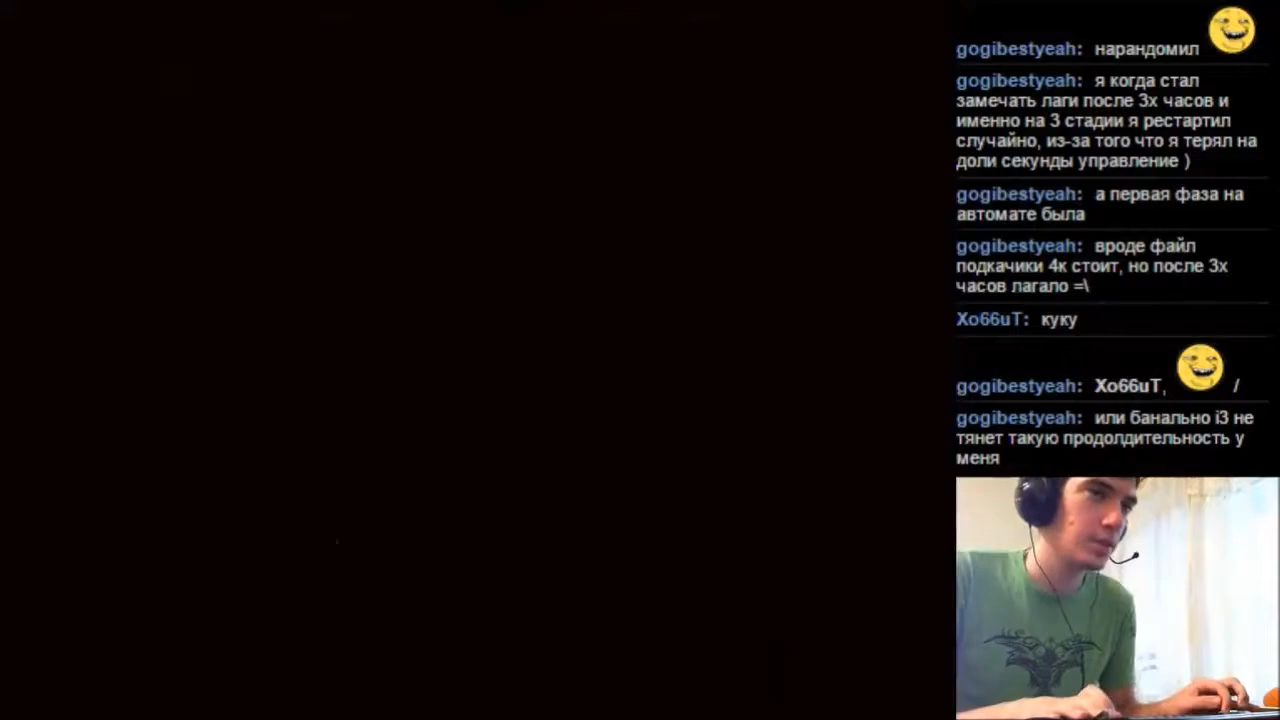 gogibestyeah: нарандомил
gogibestyeah: я когда стал
замечать лаги после 3х часов и
именно на 3 стадии я рестартил
случайно, из-за того что я терял на
доли секунды управление )
gogibestyeah: а первая фаза на
автомате была
gogibestyeah: вроде файл
подкачики 4к стоит, но после 3х
часов лагало =\
Xo66uT: куку
gogibestyeah: Xo66uT, /
gogibestyeah: или банально i3 не
тянет такую продолдительность у
меня